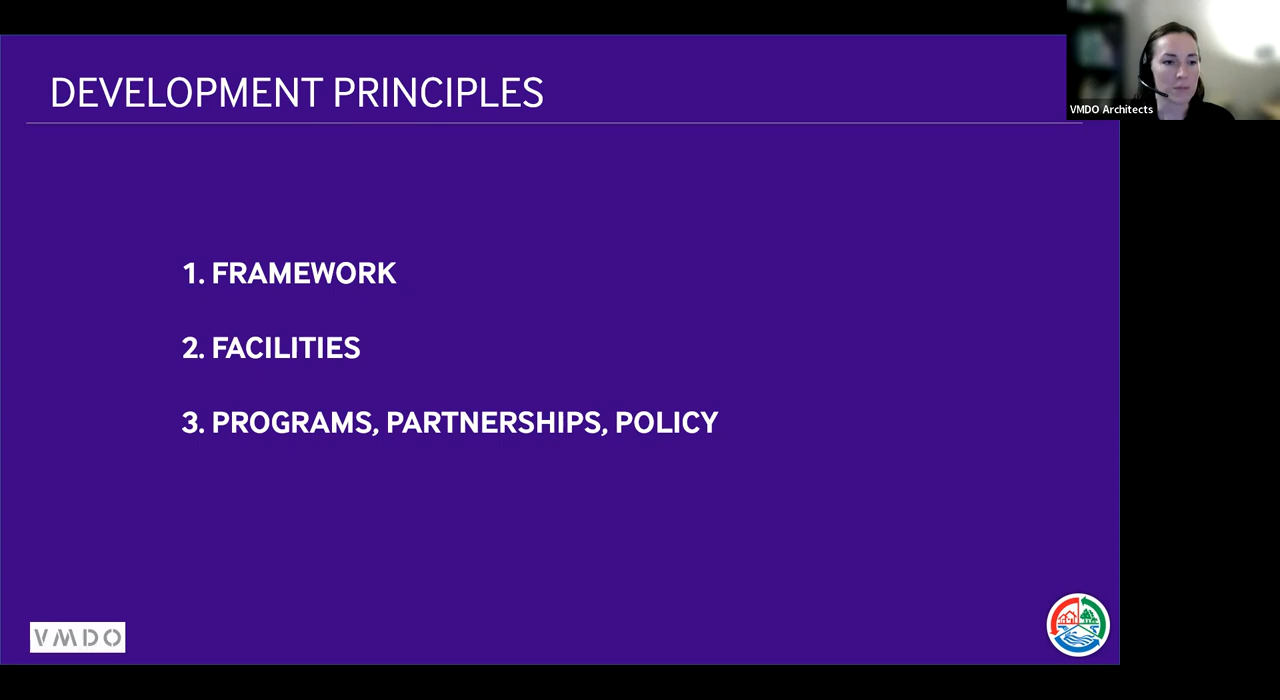 DEVELOPMENT PRINCIPLES
VMDO Architects
1. FRAMEWORK
2. FACILITIES
3. PROGRAMS, PARTNERSHIPS, POLICY
VMDO